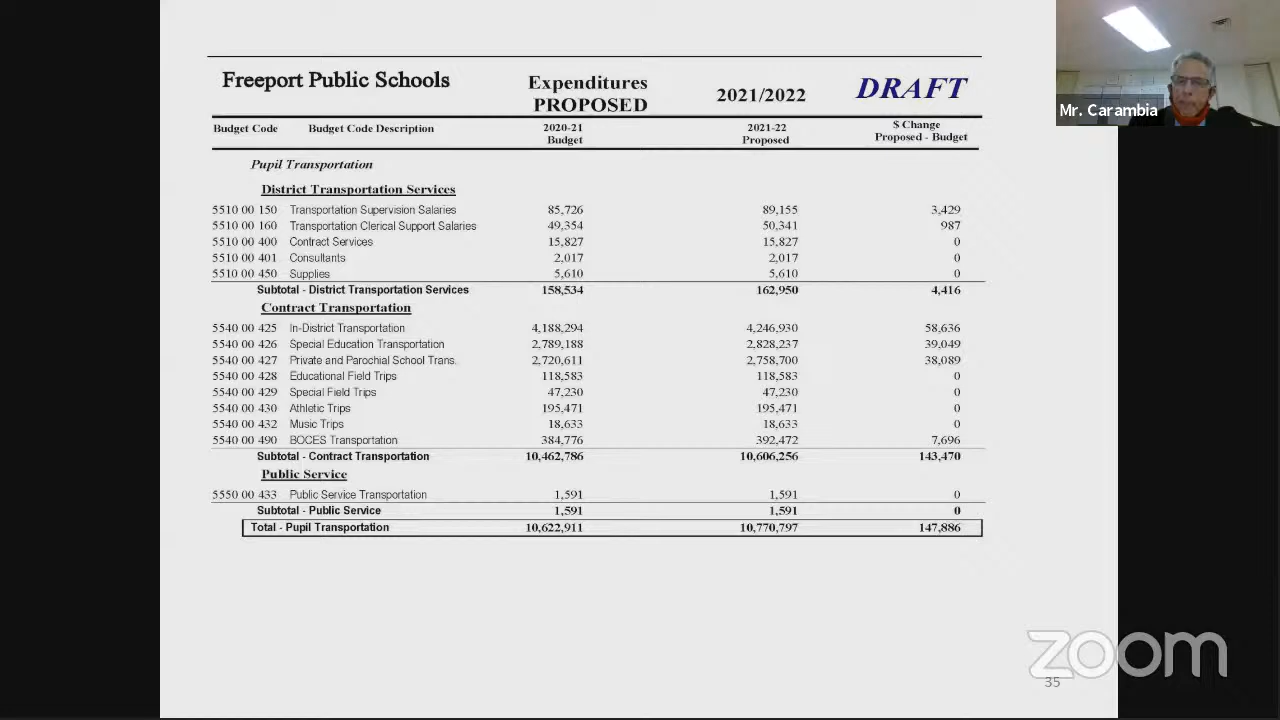 Freeport Public Schools Expenditures PROPOSED 2021/2022 DRAFT
Budget Code Budget Code Description 2020-21 Budget 2021-22 Proposed $ Change Proposed - Budget
Pupil Transportation
District Transportation Services
5510 00 150 Transportation Supervision Salaries 85,726 89,155 3,429
5510 00 160 Transportation Clerical Support Salaries 49,354 50,341 987
5510 00 400 Contract Services 15,827 15,827 0
5510 00 401 Consultants 2,017 2,017 0
5510 00 450 Supplies 5,610 5,610 0
Subtotal - District Transportation Services 158,534 162,950 4,416
Contract Transportation
5540 00 425 In-District Transportation 4,188,294 4,246,930 58,636
5540 00 426 Special Education Transportation 2,789,188 2,828,237 39,049
5540 00 427 Private and Parochial School Trans. 2,720,611 2,758,700 38,089
5540 00 428 Educational Field Trips 118,583 118,583 0
5540 00 429 Special Field Trips 47,230 47,230 0
5540 00 430 Athletic Trips 195,471 195,471 0
5540 00 432 Music Trips 18,633 18,633 0
5540 00 490 BOCES Transportation 384,776 392,472 7,696
Subtotal - Contract Transportation 10,462,786 10,606,256 143,470
Public Service
5550 00 433 Public Service Transportation 1,591 1,591 0
Subtotal - Public Service 1,591 1,591 0
Total - Pupil Transportation 10,622,911 10,770,797 147,886
Mr. Carambia
zoom
35